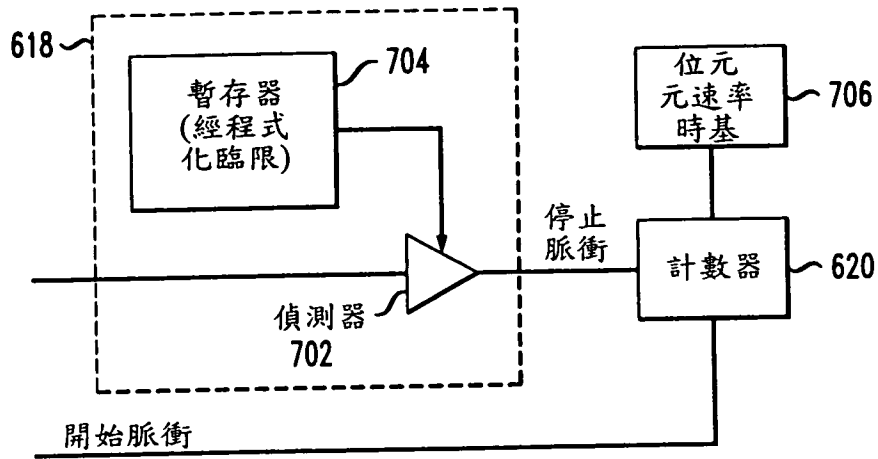 618
704
暫存器
(經程式
化臨限)
位元
元速率
時基
706
停止
脈衝
計數器
620
偵測器
702
開始脈衝